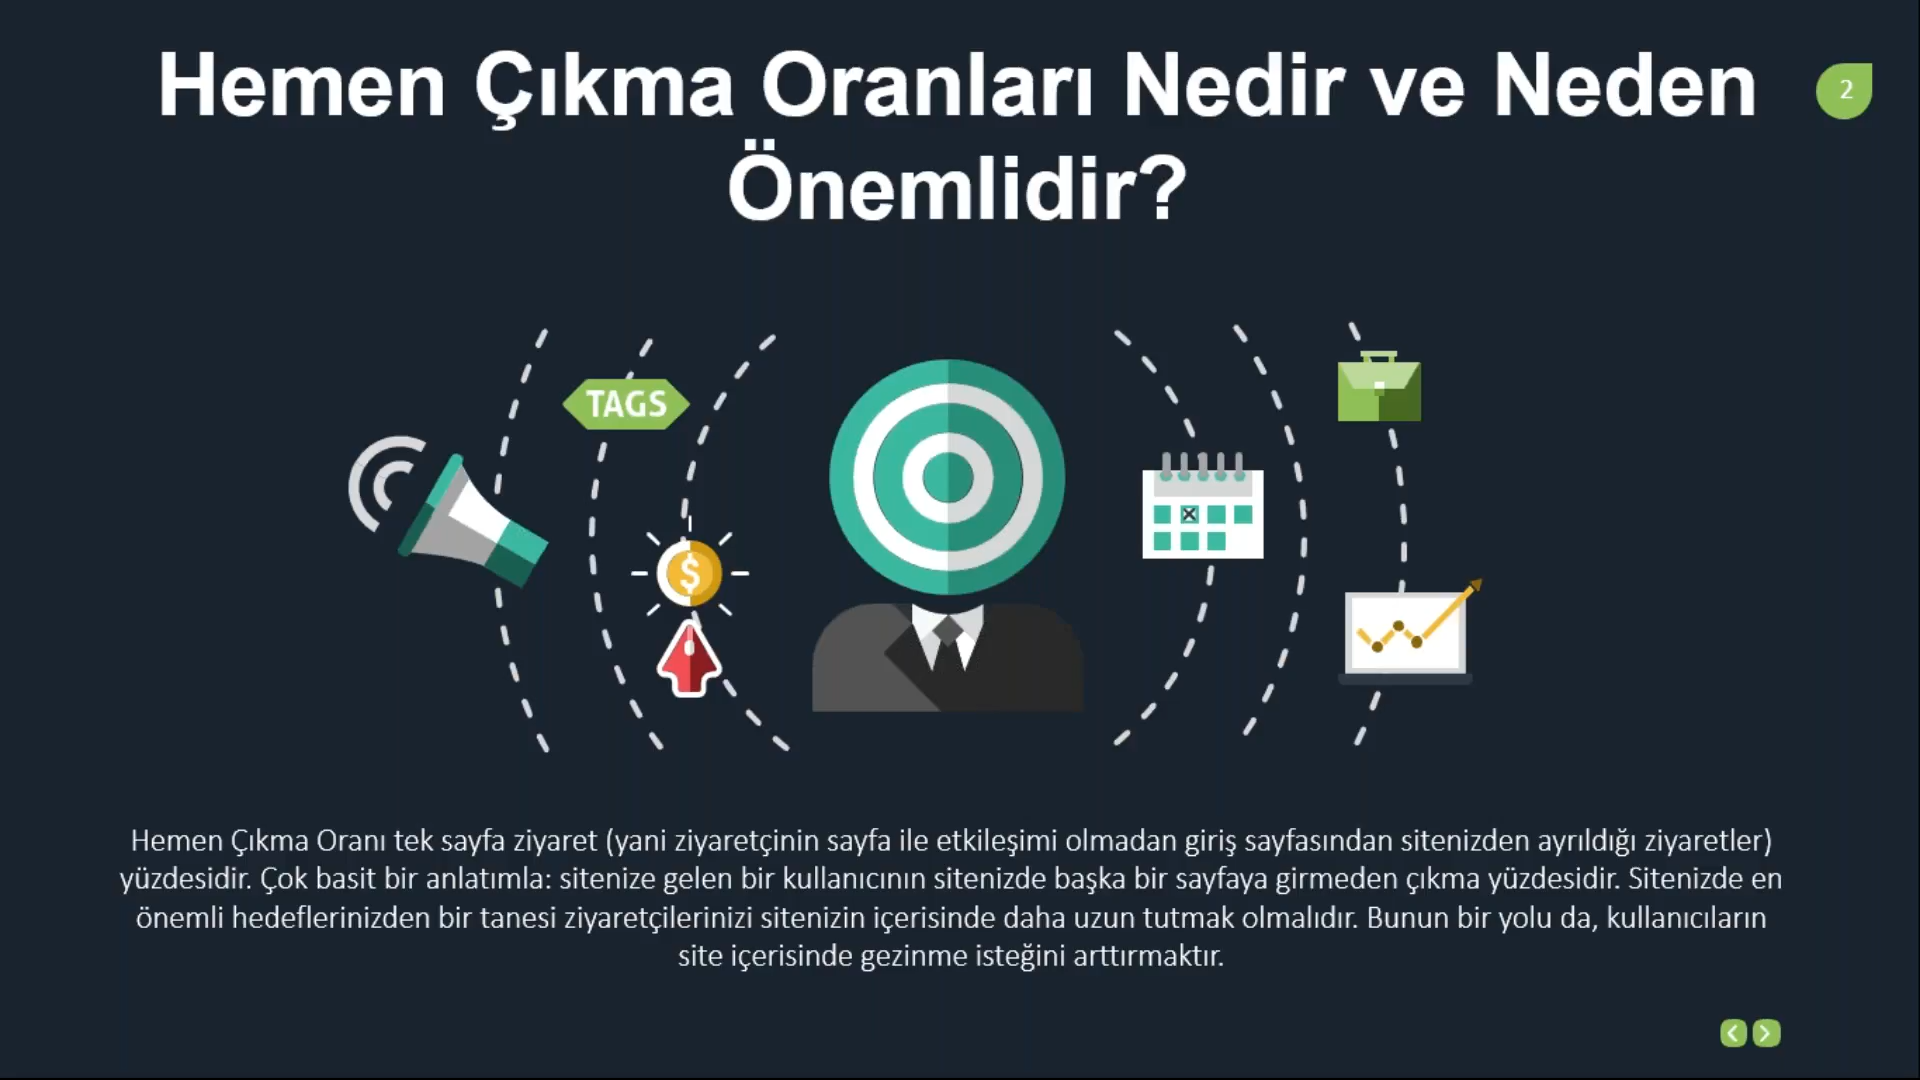 Hemen Çıkma Oranları Nedir ve Neden
Önemlidir?
2
TAGS
$
Hemen Çıkma Oranı tek sayfa ziyaret (yani ziyaretçinin sayfa ile etkileşimi olmadan giriş sayfasından sitenizden ayrıldığı ziyaretler)
yüzdesidir. Çok basit bir anlatımla: sitenize gelen bir kullanıcının sitenizde başka bir sayfaya girmeden çıkma yüzdesidir. Sitenizde en
önemli hedeflerinizden bir tanesi ziyaretçilerinizi sitenizin içerisinde daha uzun tutmak olmalıdır. Bunun bir yolu da, kullanıcıların
site içerisinde gezinme isteğini arttırmaktır.